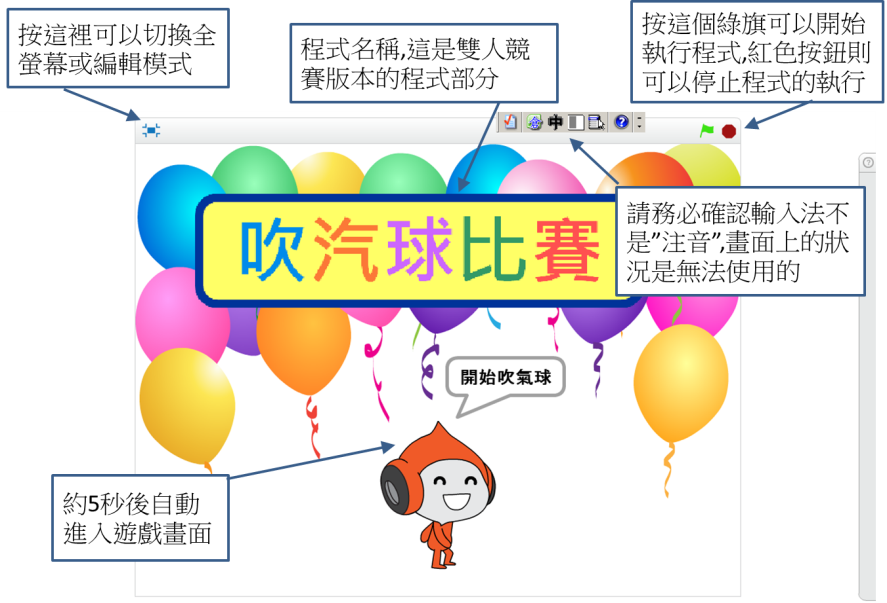 按這裡可以切換全
螢幕或編輯模式
程式名稱,這是雙人競
賽版本的程式部分
按這個綠旗可以開始
執行程式,紅色按鈕則
可以停止程式的執行
中
?
?
吹汽球比賽
請務必確認輸入法不
是”注音”,畫面上的狀
況是無法使用的
開始吹氣球
約5秒後自動
進入遊戲畫面